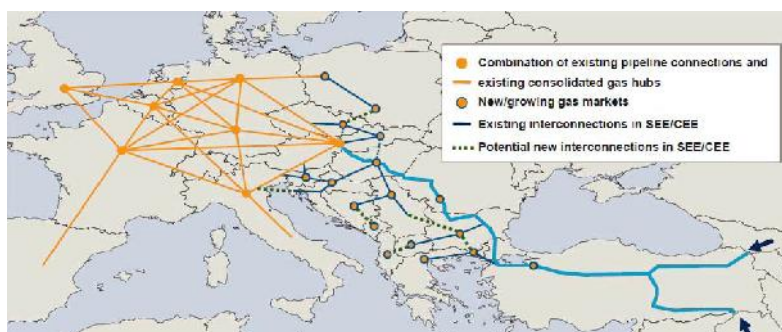 Combination of existing pipeline connections and
existing consolidated gas hubs
New/growing gas markets
Existing interconnections in SEE/CEE
Potential new interconnections in SEE/CEE